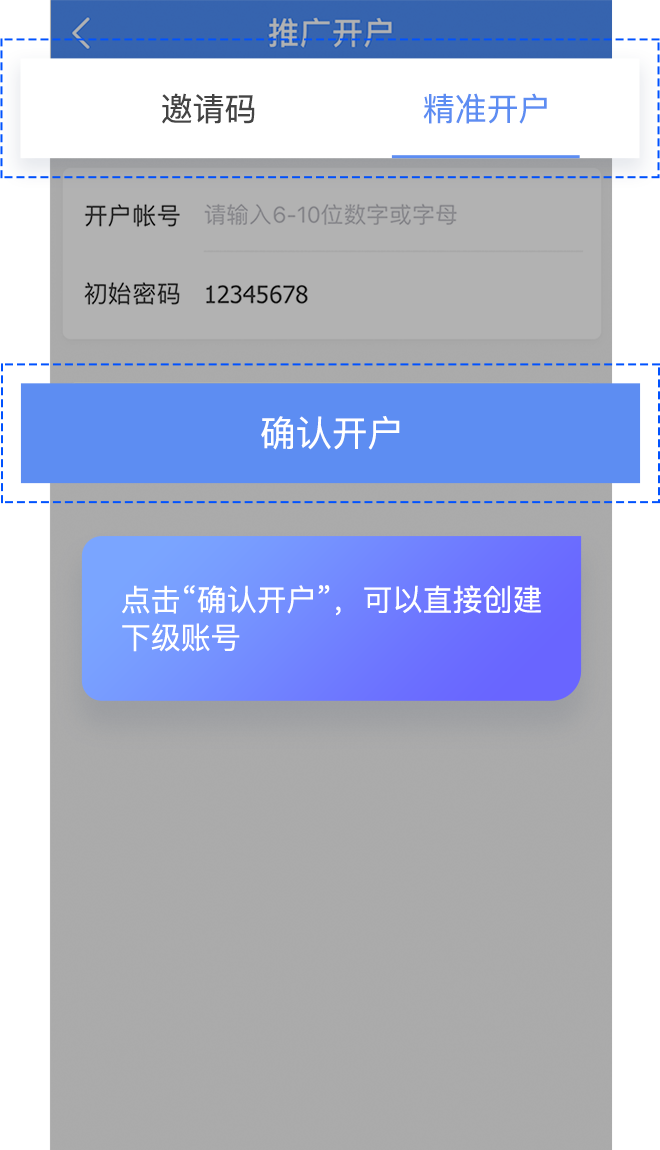 推广开户
邀请码 精准开户
开户帐号 请输入6-10位数字或字母
初始密码 12345678
确认开户
点击“确认开户”，可以直接创建
下级账号